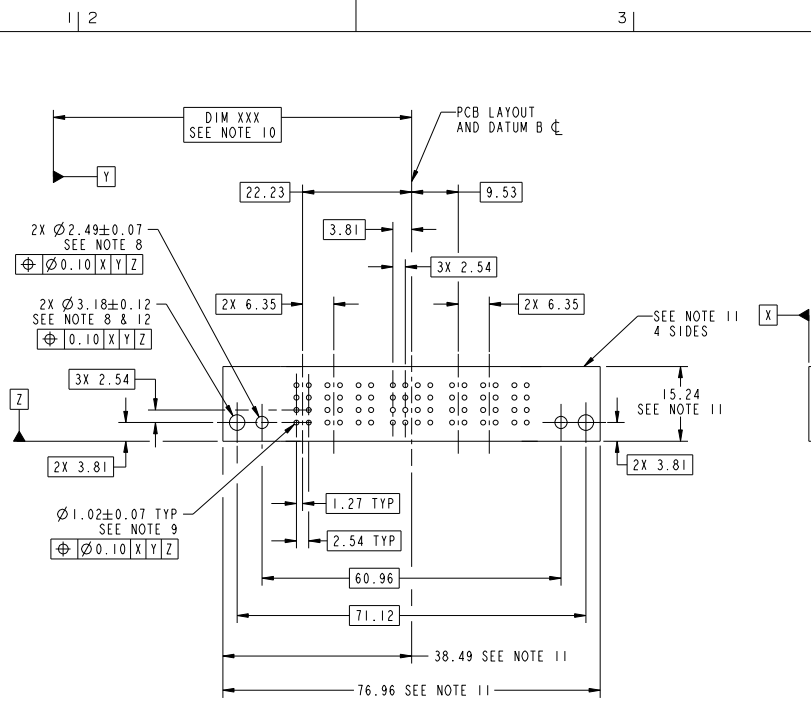 1 2
3
DIM XXX
SEE NOTE 10
PCB LAYOUT
AND DATUM B ℄
Y
22.23
9.53
2X Ø2.49±0.07
SEE NOTE 8
⌖ Ø0.10 X Y Z
3.81
3X 2.54
2X Ø3.18±0.12
SEE NOTE 8 & 12
⌖ 0.10 X Y Z
2X 6.35
2X 6.35
SEE NOTE 11
4 SIDES
X
3X 2.54
Z
15.24
SEE NOTE 11
2X 3.81
2X 3.81
Ø1.02±0.07 TYP
SEE NOTE 9
⌖ Ø0.10 X Y Z
1.27 TYP
2.54 TYP
60.96
71.12
38.49 SEE NOTE 11
76.96 SEE NOTE 11